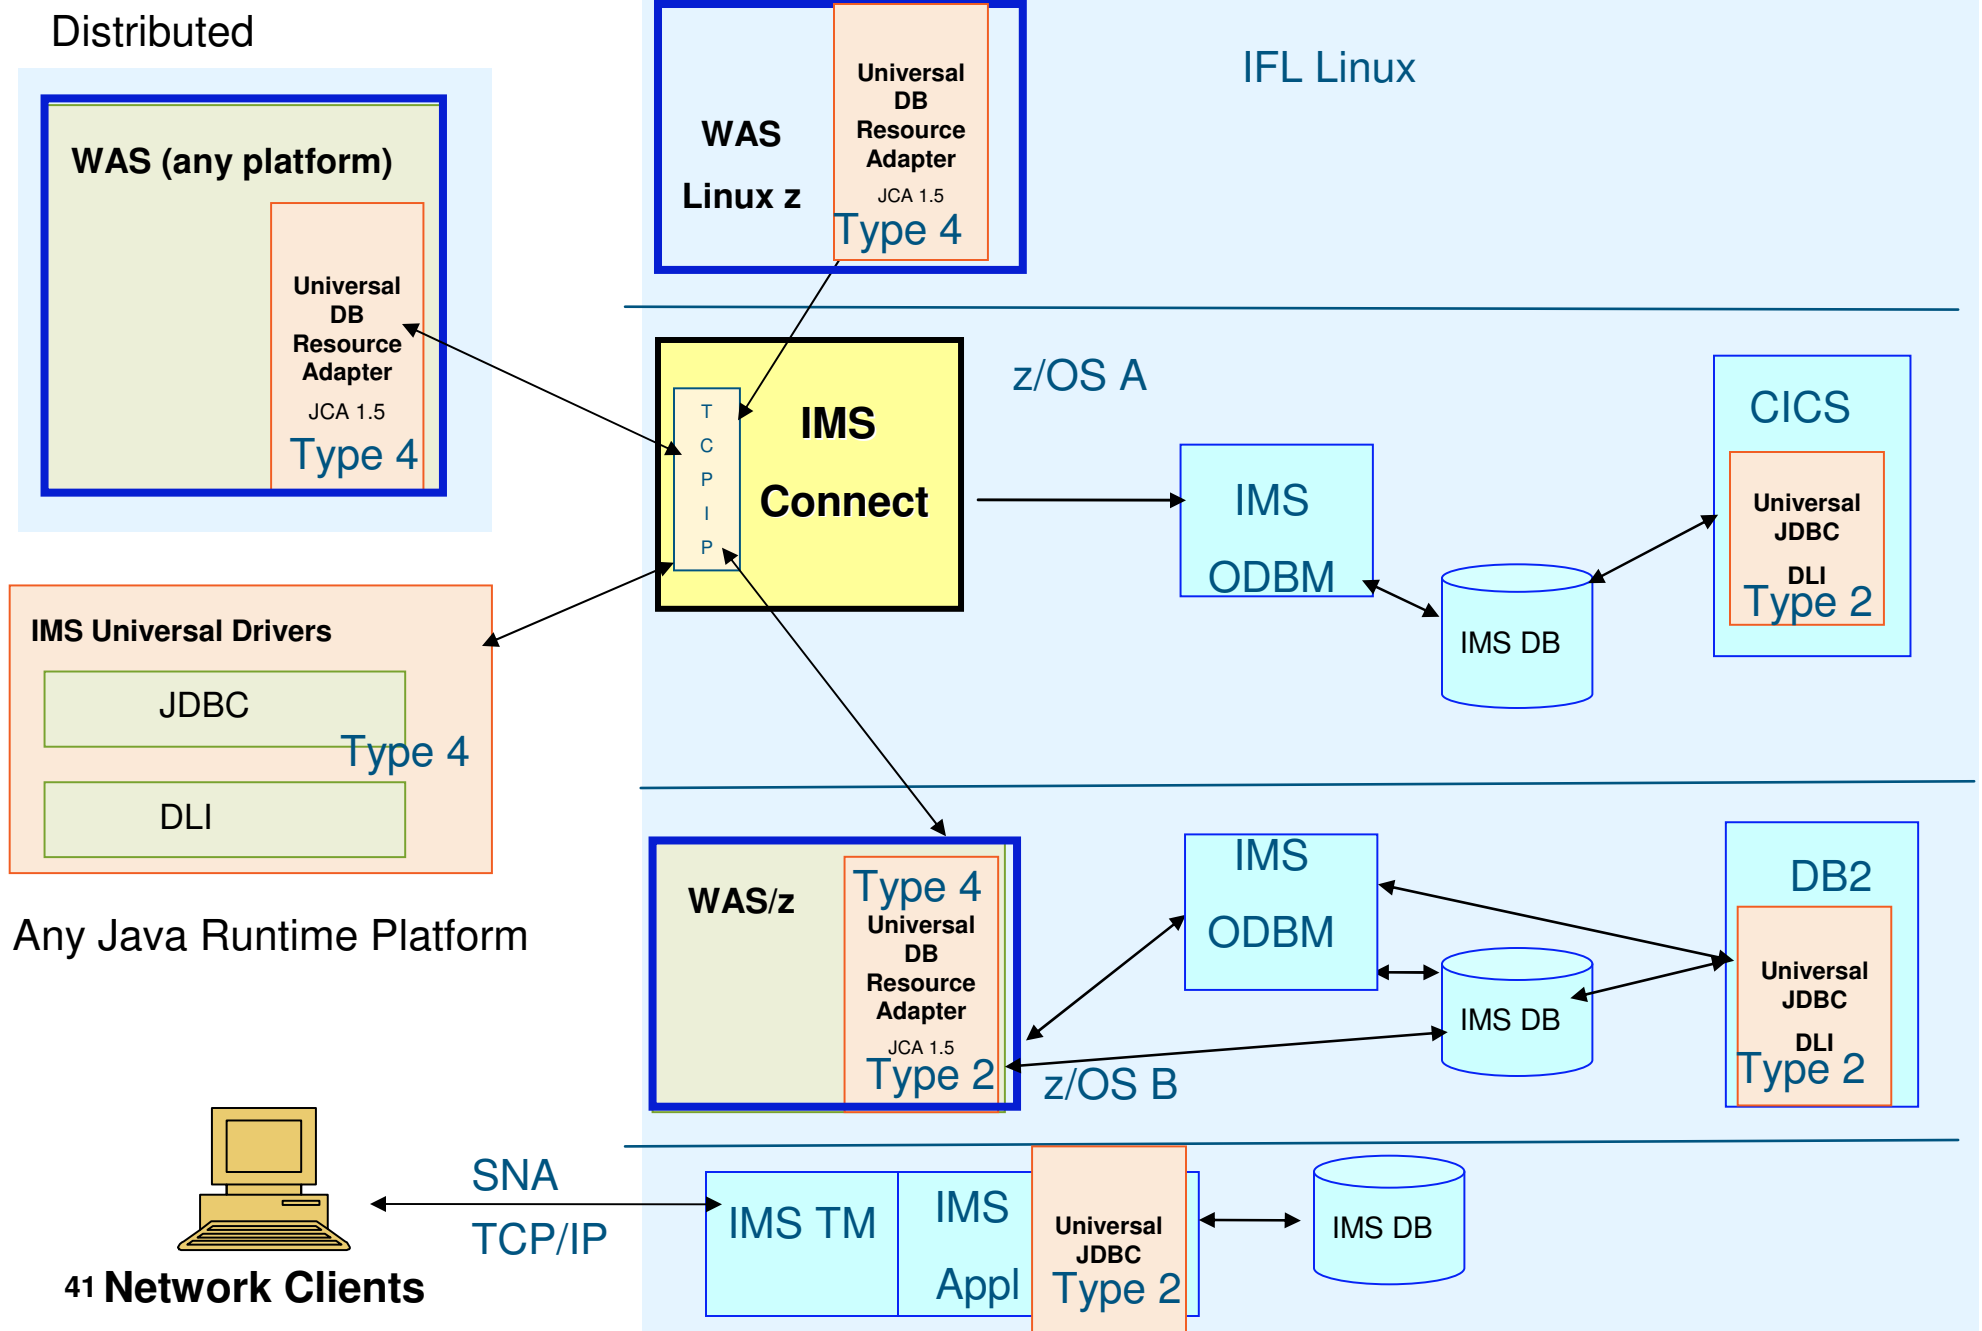 Distributed
WAS (any platform)
Universal
DB
Resource
Adapter
JCA 1.5
Type 4
IMS Universal Drivers
JDBC
Type 4
DLI
Any Java Runtime Platform
WAS
Linux z
Universal
DB
Resource
Adapter
JCA 1.5
Type 4
IFL Linux
T
C
P
I
P
IMS
Connect
z/OS A
IMS
ODBM
IMS DB
CICS
Universal
JDBC
DLI
Type 2
WAS/z
Type 4
Universal
DB
Resource
Adapter
JCA 1.5
Type 2
z/OS B
IMS
ODBM
IMS DB
DB2
Universal
JDBC
DLI
Type 2
SNA
TCP/IP
IMS TM
IMS
Appl
Universal
JDBC
Type 2
IMS DB
41 Network Clients